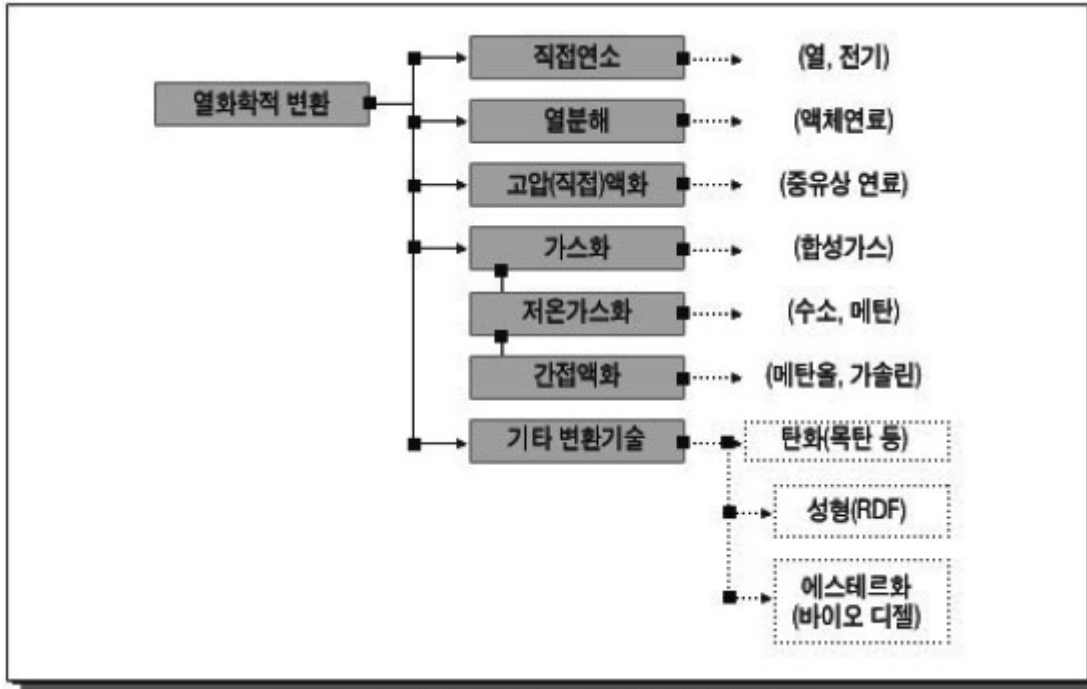 직접연소 (열, 전기)
열화학적 변환
열분해 (액체연료)
고압(직접)액화 (중유상 연료)
가스화 (합성가스)
저온가스화 (수소, 메탄)
간접액화 (메탄올, 가솔린)
기타 변환기술 탄화(목탄 등)
성형(RDF)
에스테르화
(바이오 디젤)